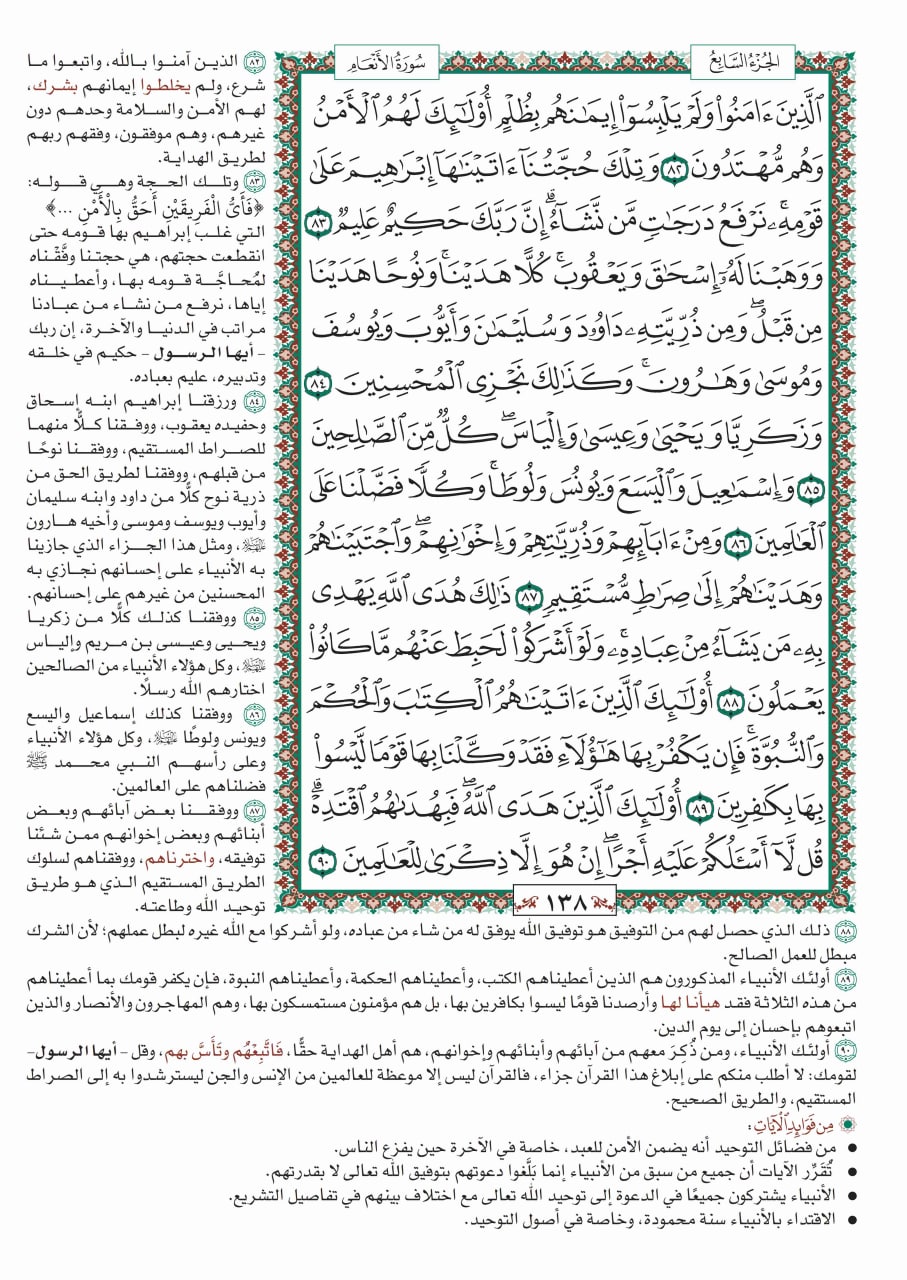 الجُزْءُ السَّابِعُ
سُورَةُ الأَنْعَامِ
ٱلَّذِينَ ءَامَنُوا۟ وَلَمْ يَلْبِسُوٓا۟ إِيمَٰنَهُم بِظُلْمٍ أُو۟لَٰٓئِكَ لَهُمُ ٱلْأَمْنُ
وَهُم مُّهْتَدُونَ ٨٢ وَتِلْكَ حُجَّتُنَآ ءَاتَيْنَٰهَآ إِبْرَٰهِيمَ عَلَىٰ
قَوْمِهِۦ ۚ نَرْفَعُ دَرَجَٰتٍ مَّن نَّشَآءُ ۗ إِنَّ رَبَّكَ حَكِيمٌ عَلِيمٌ ٨٣
وَوَهَبْنَا لَهُۥٓ إِسْحَٰقَ وَيَعْقُوبَ ۚ كُلًّا هَدَيْنَا ۚ وَنُوحًا هَدَيْنَا
مِن قَبْلُ ۖ وَمِن ذُرِّيَّتِهِۦ دَاوُۥدَ وَسُلَيْمَٰنَ وَأَيُّوبَ وَيُوسُفَ
وَمُوسَىٰ وَهَٰرُونَ ۚ وَكَذَٰلِكَ نَجْزِى ٱلْمُحْسِنِينَ ٨٤
وَزَكَرِيَّا وَيَحْيَىٰ وَعِيسَىٰ وَإِلْيَاسَ ۖ كُلٌّ مِّنَ ٱلصَّٰلِحِينَ
٨٥ وَإِسْمَٰعِيلَ وَٱلْيَسَعَ وَيُونُسَ وَلُوطًا ۚ وَكُلًّا فَضَّلْنَا عَلَى
ٱلْعَٰلَمِينَ ٨٦ وَمِنْ ءَابَآئِهِمْ وَذُرِّيَّٰتِهِمْ وَإِخْوَٰنِهِمْ ۖ وَٱجْتَبَيْنَٰهُمْ
وَهَدَيْنَٰهُمْ إِلَىٰ صِرَٰطٍ مُّسْتَقِيمٍ ٨٧ ذَٰلِكَ هُدَى ٱللَّهِ يَهْدِى
بِهِۦ مَن يَشَآءُ مِنْ عِبَادِهِۦ ۚ وَلَوْ أَشْرَكُوا۟ لَحَبِطَ عَنْهُم مَّا كَانُوا۟
يَعْمَلُونَ ٨٨ أُو۟لَٰٓئِكَ ٱلَّذِينَ ءَاتَيْنَٰهُمُ ٱلْكِتَٰبَ وَٱلْحُكْمَ
وَٱلنُّبُوَّةَ ۚ فَإِن يَكْفُرْ بِهَا هَٰٓؤُلَآءِ فَقَدْ وَكَّلْنَا بِهَا قَوْمًا لَّيْسُوا۟
بِهَا بِكَٰفِرِينَ ٨٩ أُو۟لَٰٓئِكَ ٱلَّذِينَ هَدَى ٱللَّهُ ۖ فَبِهُدَىٰهُمُ ٱقْتَدِهْ ۗ
قُل لَّآ أَسْـَٔلُكُمْ عَلَيْهِ أَجْرًا ۖ إِنْ هُوَ إِلَّا ذِكْرَىٰ لِلْعَٰلَمِينَ ٩٠
١٣٨
٨٢ الذين آمنوا بالله، واتبعوا ما
شرع، ولم يخلطوا إيمانهم بشرك،
لهم الأمن والسلامة وحدهم دون
غيرهم، وهم موفقون، وفقهم ربهم
لطريق الهداية.
٨٣ وتلك الحجة وهي قوله:
﴿فَأَيُّ الْفَرِيقَيْنِ أَحَقُّ بِالْأَمْنِ ...﴾
التي غلب إبراهيم بها قومه حتى
انقطعت حجتهم، هي حجتنا وفَّقْناه
لمُحاجَّة قومه بها، وأعطيناه
إياها، نرفع من نشاء من عبادنا
مراتب في الدنيا والآخرة، إن ربك
- أيها الرسول - حكيم في خلقه
وتدبيره، عليم بعباده.
٨٤ ورزقنا إبراهيم ابنه إسحاق
وحفيده يعقوب، ووفقنا كلًّا منهما
للصراط المستقيم، ووفقنا نوحًا
من قبلهم، ووفقنا لطريق الحق من
ذرية نوح كلًّا من داود وابنه سليمان
وأيوب ويوسف وموسى وأخيه هارون
عليهم السلام، ومثل هذا الجزاء الذي جازينا
به الأنبياء على إحسانهم نجازي به
المحسنين من غيرهم على إحسانهم.
٨٥ ووفقنا كذلك كلًّا من زكريا
ويحيى وعيسى بن مريم وإلياس
عليهم السلام، وكل هؤلاء الأنبياء من الصالحين
اختارهم الله رسلًا.
٨٦ ووفقنا كذلك إسماعيل واليسع
ويونس ولوطًا عليهم السلام، وكل هؤلاء الأنبياء
وعلى رأسهم النبي محمد ﷺ
فضلناهم على العالمين.
٨٧ ووفقنا بعض آبائهم وبعض
أبنائهم وبعض إخوانهم ممن شئنا
توفيقه، واخترناهم، ووفقناهم لسلوك
الطريق المستقيم الذي هو طريق
توحيد الله وطاعته.
٨٨ ذلك الذي حصل لهم من التوفيق هو توفيق الله يوفق له من شاء من عباده، ولو أشركوا مع الله غيره لبطل عملهم؛ لأن الشرك
مبطل للعمل الصالح.
٨٩ أولئك الأنبياء المذكورون هم الذين أعطيناهم الكتب، وأعطيناهم الحكمة، وأعطيناهم النبوة، فإن يكفر قومك بما أعطيناهم
من هذه الثلاثة فقد هيأنا لها وأرصدنا قومًا ليسوا بكافرين بها، بل هم مؤمنون مستمسكون بها، وهم المهاجرون والأنصار والذين
اتبعوهم بإحسان إلى يوم الدين.
٩٠ أولئك الأنبياء، ومن ذُكِرَ معهم من آبائهم وأبنائهم وإخوانهم، هم أهل الهداية حقًّا، فَاتَّبِعْهُم وتَأَسَّ بهم، وقل - أيها الرسول-
لقومك: لا أطلب منكم على إبلاغ هذا القرآن جزاء، فالقرآن ليس إلا موعظة للعالمين من الإنس والجن ليسترشدوا به إلى الصراط
المستقيم، والطريق الصحيح.
مِن فَوَائِدِ الآيَاتِ:
• من فضائل التوحيد أنه يضمن الأمن للعبد، خاصة في الآخرة حين يفزع الناس.
• تُقَرِّر الآيات أن جميع من سبق من الأنبياء إنما بَلَّغوا دعوتهم بتوفيق الله تعالى لا بقدرتهم.
• الأنبياء يشتركون جميعًا في الدعوة إلى توحيد الله تعالى مع اختلاف بينهم في تفاصيل التشريع.
• الاقتداء بالأنبياء سنة محمودة، وخاصة في أصول التوحيد.